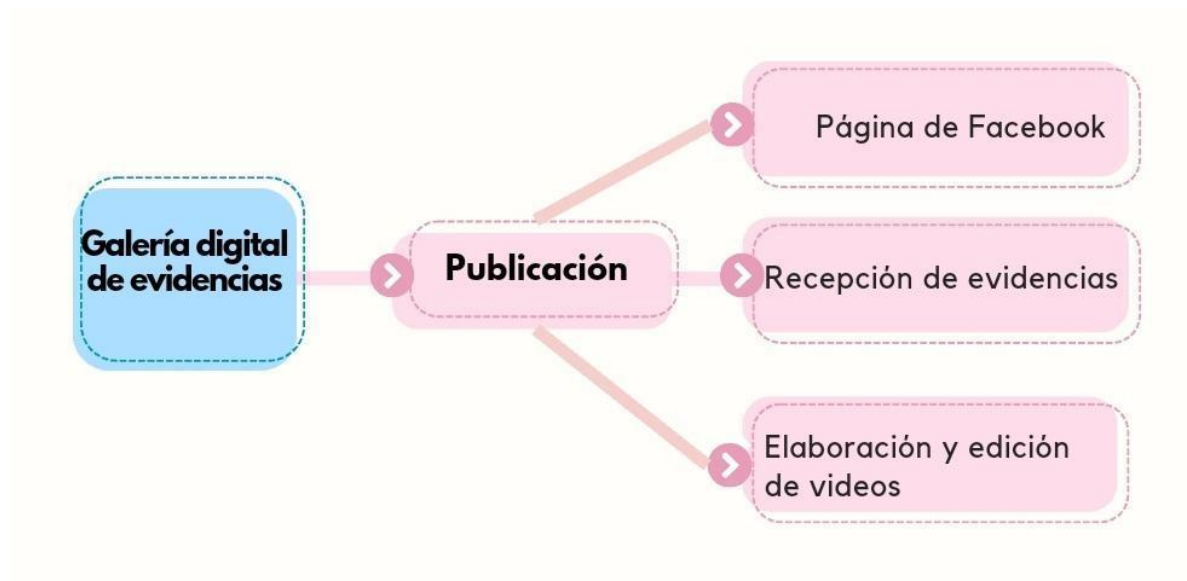 Galería digital
de evidencias
Publicación
Página de Facebook
Recepción de evidencias
Elaboración y edición
de videos